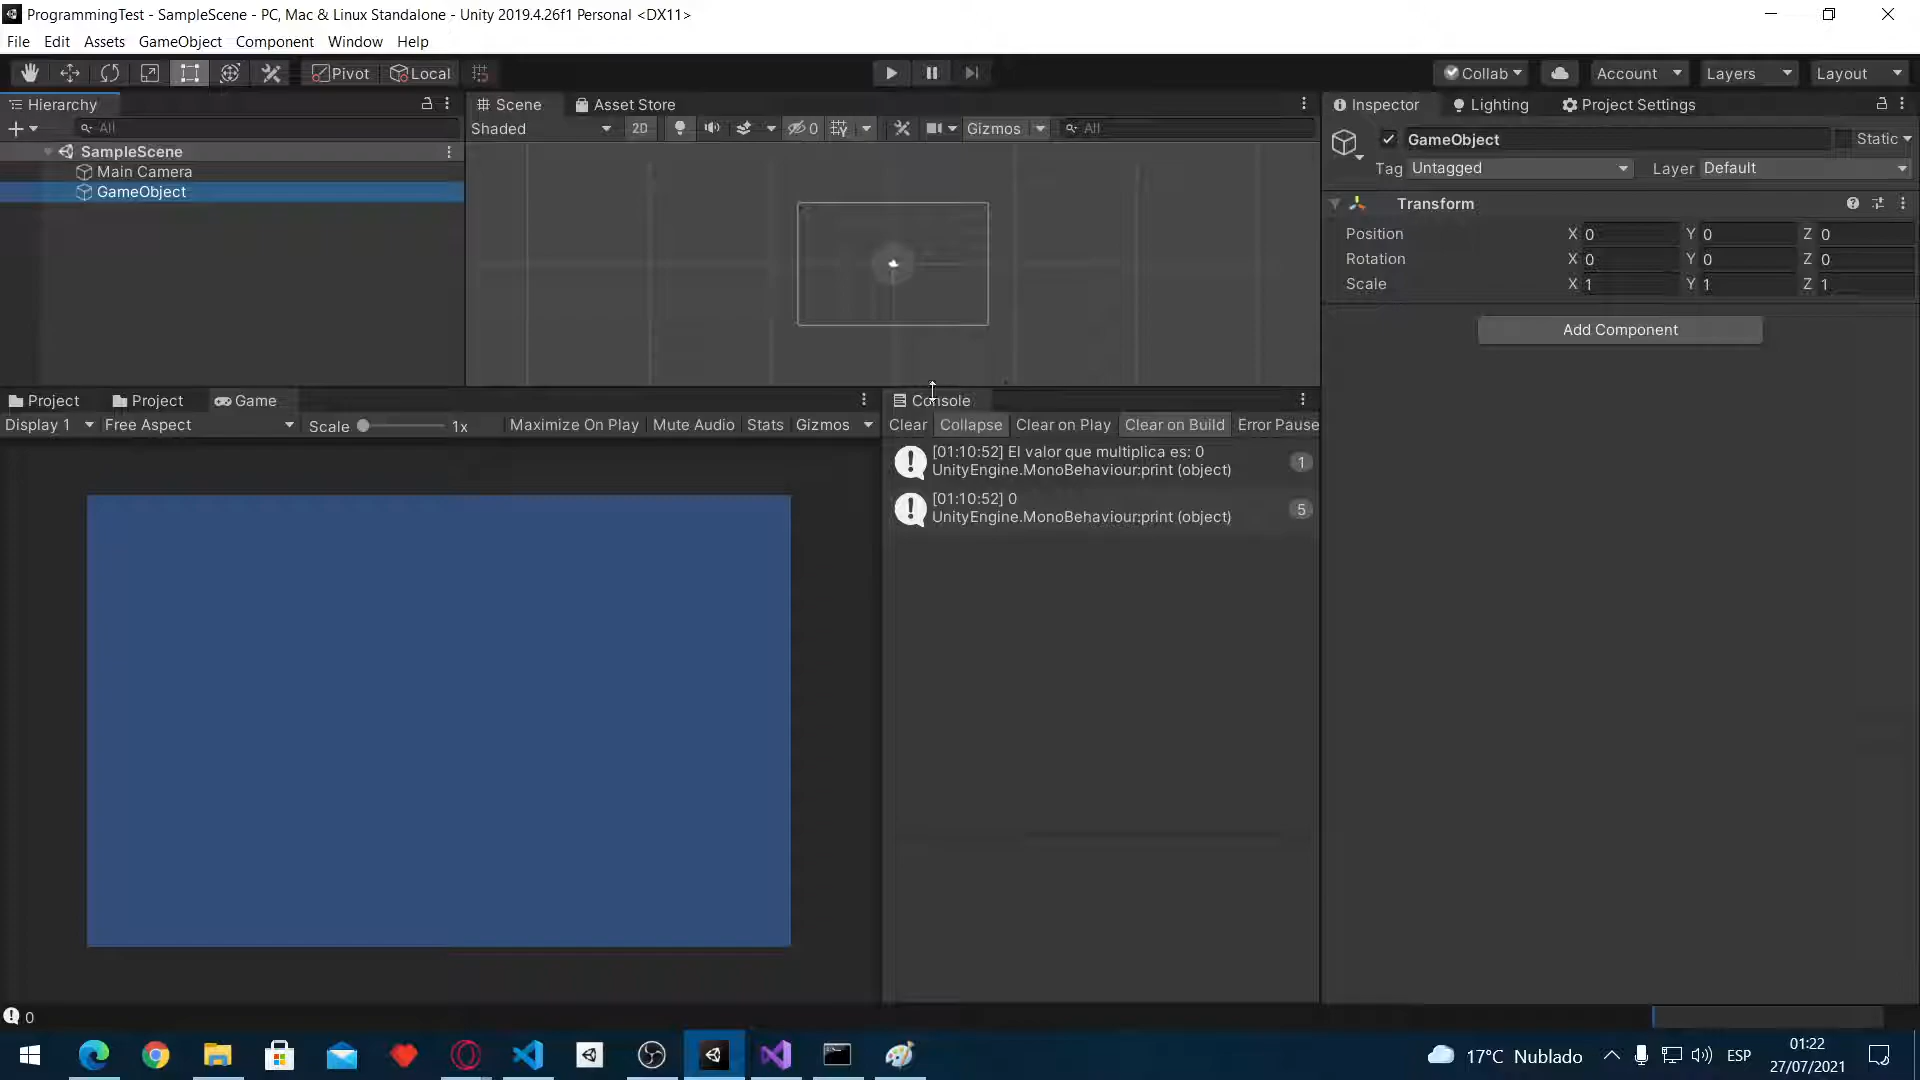 ProgrammingTest - SampleScene - PC, Mac & Linux Standalone - Unity 2019.4.26f1 Personal <DX11>
File Edit Assets GameObject Component Window Help
Pivot Local Collab Account Layers Layout
Hierarchy Scene Asset Store Inspector Lighting Project Settings
All Shaded 2D 0 Gizmos All GameObject Static
SampleScene
Main Camera Tag Untagged Layer Default
GameObject
Transform
Position X 0 Y 0 Z 0
Rotation X 0 Y 0 Z 0
Scale X 1 Y 1 Z 1
Add Component
Project Project Game Console
Display 1 Free Aspect Scale 1x Maximize On Play Mute Audio Stats Gizmos Clear Collapse Clear on Play Clear on Build Error Pause
[01:10:52] El valor que multiplica es: 0
UnityEngine.MonoBehaviour:print (object) 1
[01:10:52] 0
UnityEngine.MonoBehaviour:print (object) 5
0
17°C Nublado ESP 01:22
27/07/2021